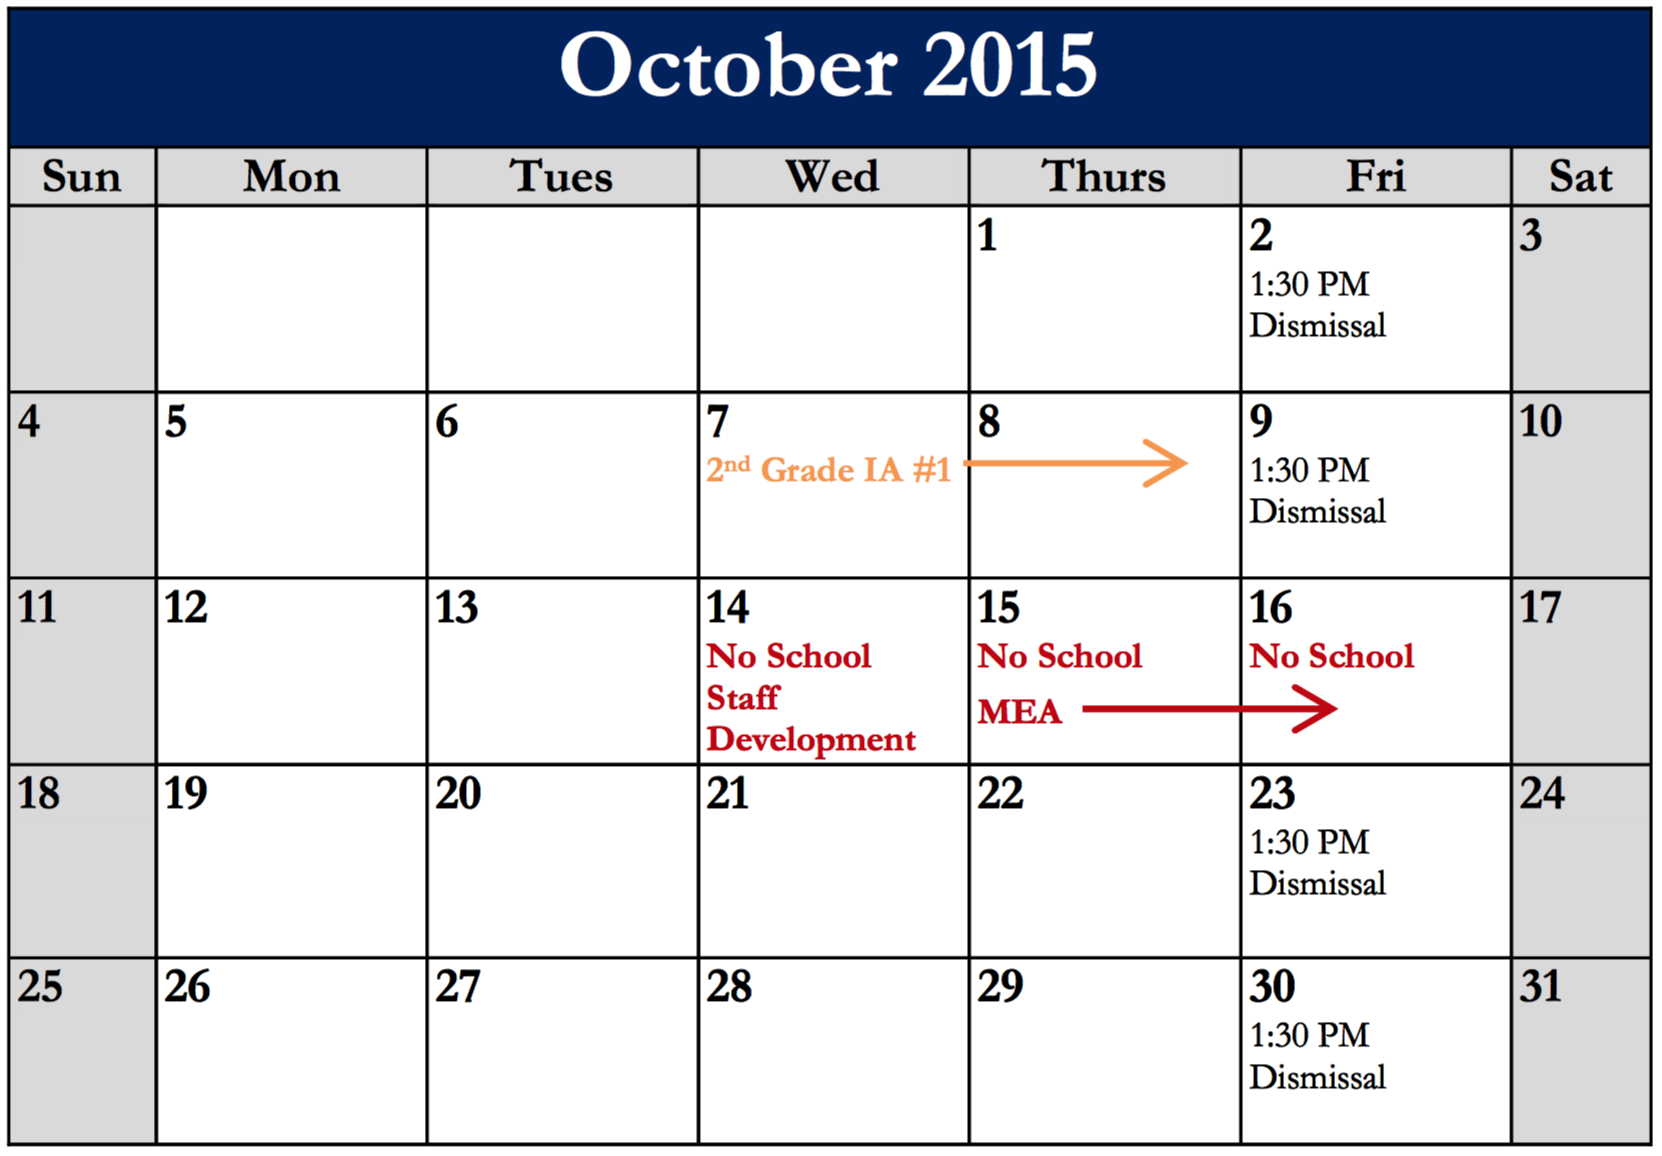 October 2015
Sun Mon Tues Wed Thurs Fri Sat
1 2 3
1:30 PM
Dismissal
4 5 6 7 8 9 10
2nd Grade IA #1 1:30 PM
Dismissal
11 12 13 14 15 16 17
No School No School No School
Staff
MEA
Development
18 19 20 21 22 23 24
1:30 PM
Dismissal
25 26 27 28 29 30 31
1:30 PM
Dismissal